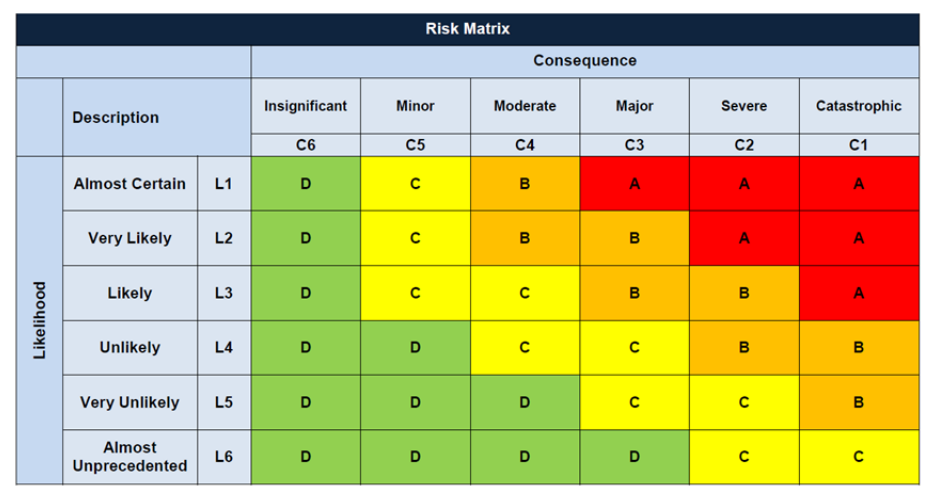 Risk Matrix
Consequence
Description
Insignificant Minor Moderate Major Severe Catastrophic
C6 C5 C4 C3 C2 C1
Likelihood
Almost Certain L1 D C B A A A
Very Likely L2 D C B B A A
Likely L3 D C C B B A
Unlikely L4 D D C C B B
Very Unlikely L5 D D D C C B
Almost
Unprecedented L6 D D D D C C